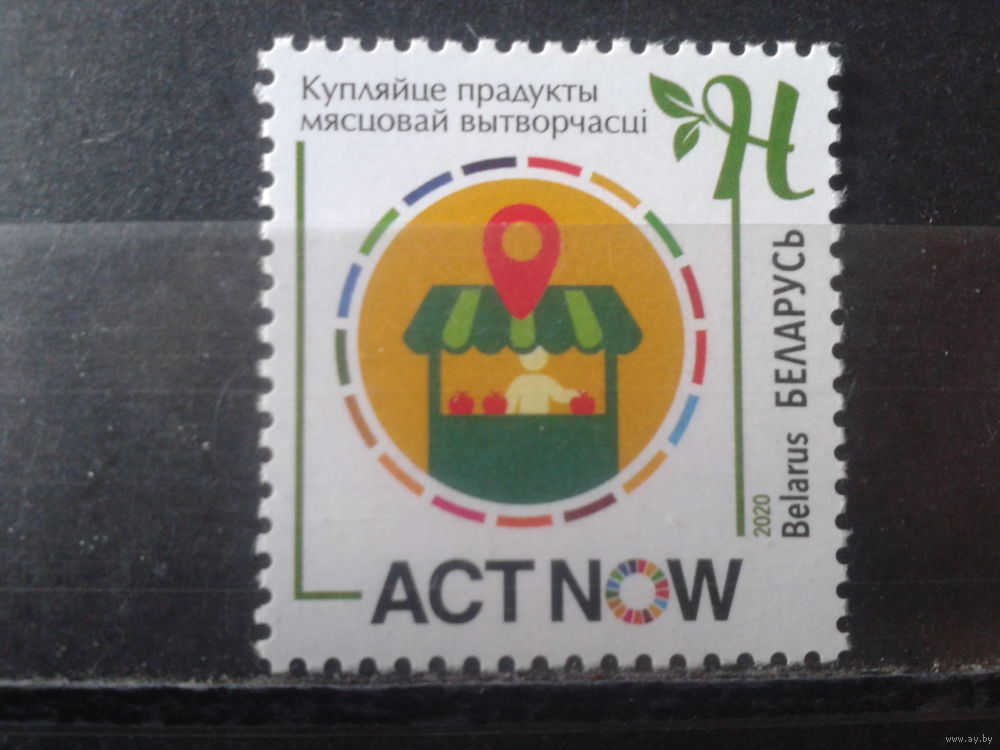 Купляйце прадукты
мясцовай вытворчасці
Н
ACT NOW
2020
Belarus БЕЛАРУСЬ
www.ay.by